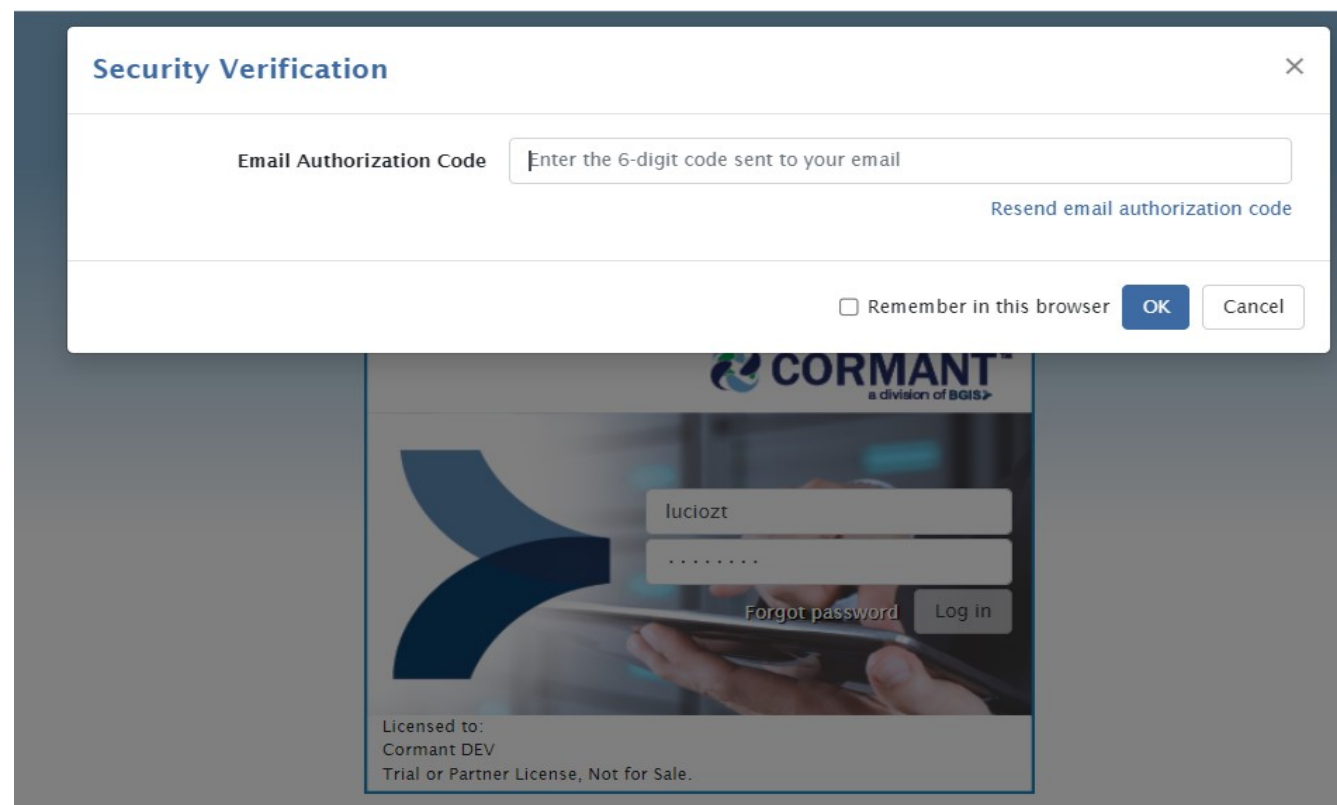 Security Verification
×
Email Authorization Code
Enter the 6-digit code sent to your email
Resend email authorization code
Remember in this browser
OK
Cancel
CORMANT™
a division of BGIS
luciozt
........
Forgot password
Log in
Licensed to:
Cormant DEV
Trial or Partner License, Not for Sale.